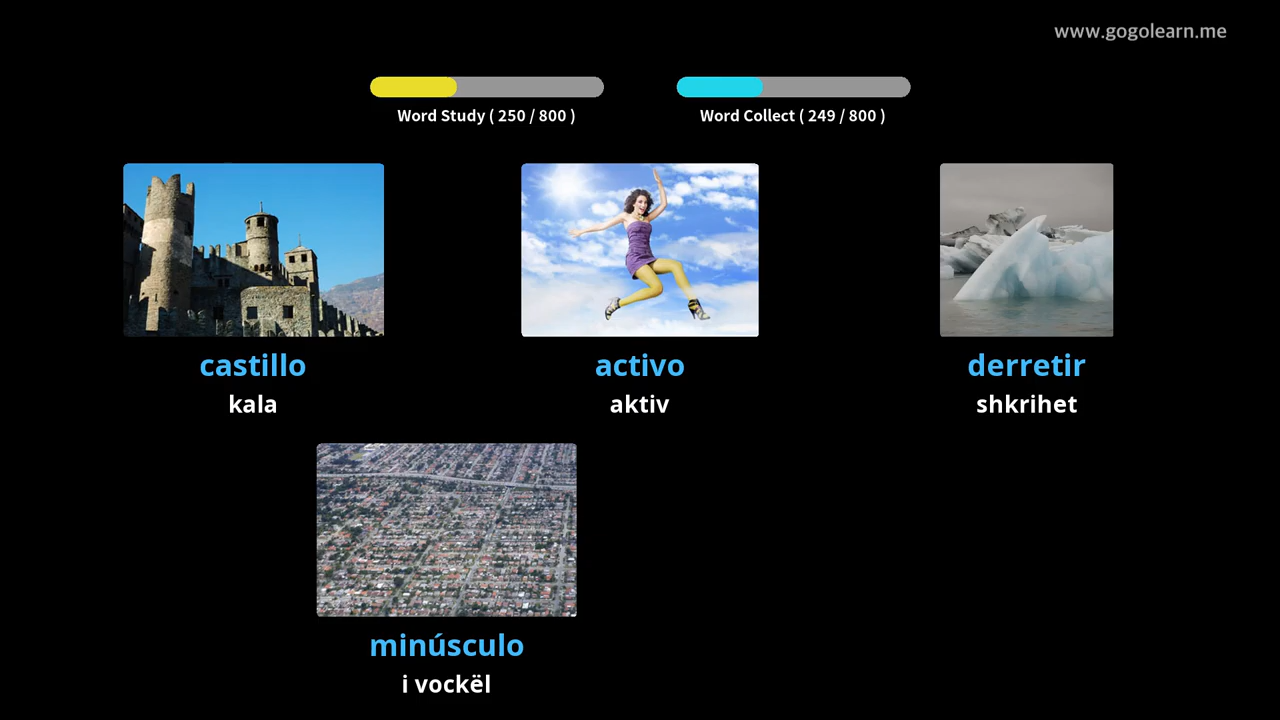 www.gogolearn.me
Word Study ( 250 / 800 )
Word Collect ( 249 / 800 )
castillo
kala
activo
aktiv
derretir
shkrihet
minúsculo
i vockël